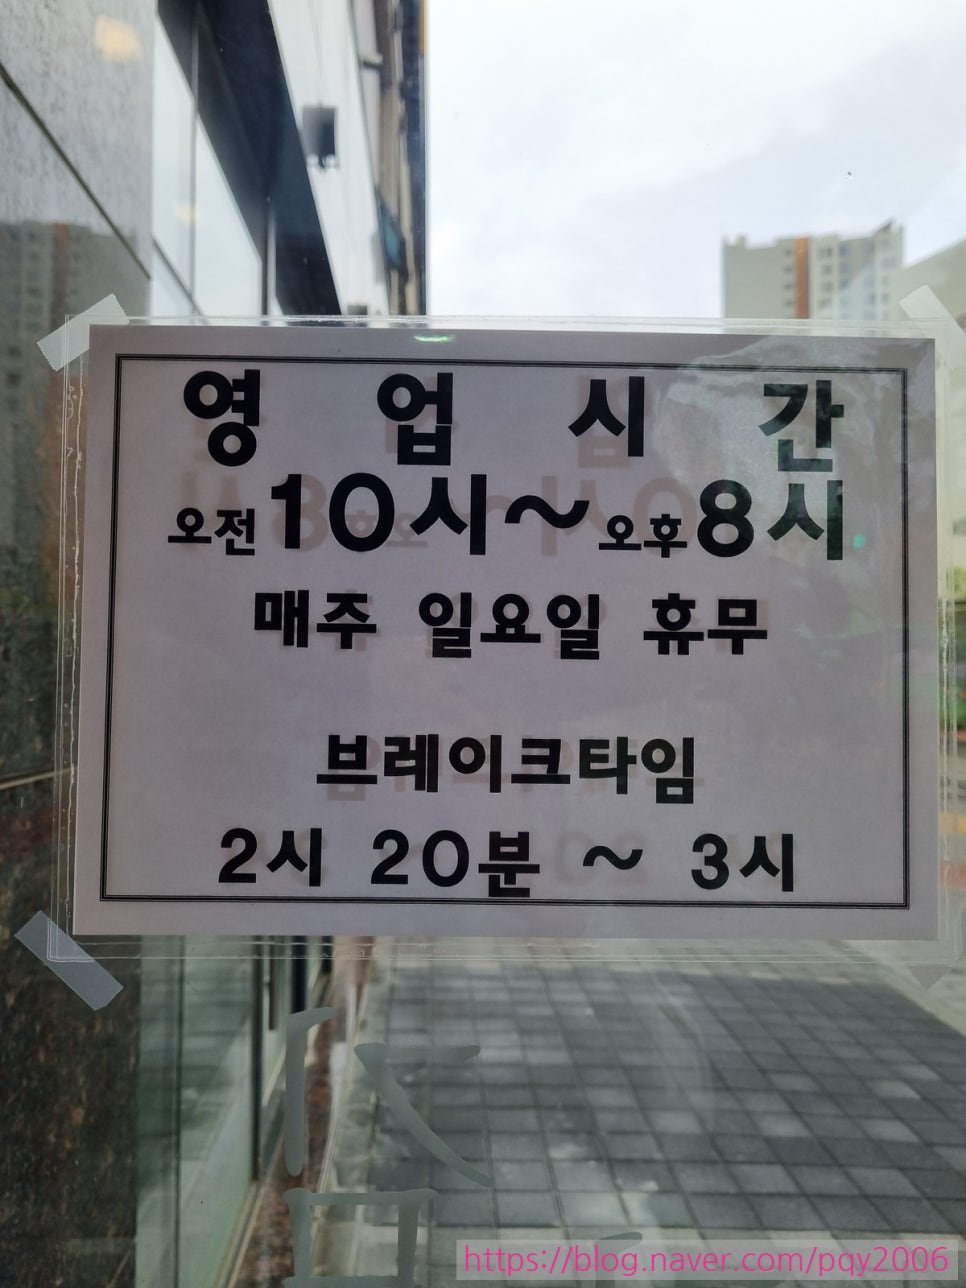 영 업 시 간
오전10시~오후8시
매주 일요일 휴무
브레이크타임
2시 20분 ~ 3시
https://blog.naver.com/pqy2006